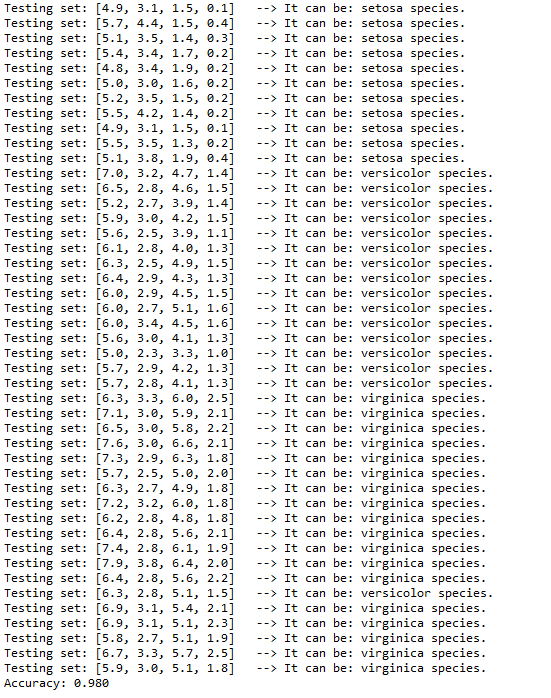 Testing set: [4.9, 3.1, 1.5, 0.1]   --> It can be: setosa species.
Testing set: [5.7, 4.4, 1.5, 0.4]   --> It can be: setosa species.
Testing set: [5.1, 3.5, 1.4, 0.3]   --> It can be: setosa species.
Testing set: [5.4, 3.4, 1.7, 0.2]   --> It can be: setosa species.
Testing set: [4.8, 3.4, 1.9, 0.2]   --> It can be: setosa species.
Testing set: [5.0, 3.0, 1.6, 0.2]   --> It can be: setosa species.
Testing set: [5.2, 3.5, 1.5, 0.2]   --> It can be: setosa species.
Testing set: [5.5, 4.2, 1.4, 0.2]   --> It can be: setosa species.
Testing set: [4.9, 3.1, 1.5, 0.1]   --> It can be: setosa species.
Testing set: [5.5, 3.5, 1.3, 0.2]   --> It can be: setosa species.
Testing set: [5.1, 3.8, 1.9, 0.4]   --> It can be: setosa species.
Testing set: [7.0, 3.2, 4.7, 1.4]   --> It can be: versicolor species.
Testing set: [6.5, 2.8, 4.6, 1.5]   --> It can be: versicolor species.
Testing set: [5.2, 2.7, 3.9, 1.4]   --> It can be: versicolor species.
Testing set: [5.9, 3.0, 4.2, 1.5]   --> It can be: versicolor species.
Testing set: [5.6, 2.5, 3.9, 1.1]   --> It can be: versicolor species.
Testing set: [6.1, 2.8, 4.0, 1.3]   --> It can be: versicolor species.
Testing set: [6.3, 2.5, 4.9, 1.5]   --> It can be: versicolor species.
Testing set: [6.4, 2.9, 4.3, 1.3]   --> It can be: versicolor species.
Testing set: [6.0, 2.9, 4.5, 1.5]   --> It can be: versicolor species.
Testing set: [6.0, 2.7, 5.1, 1.6]   --> It can be: versicolor species.
Testing set: [6.0, 3.4, 4.5, 1.6]   --> It can be: versicolor species.
Testing set: [5.6, 3.0, 4.1, 1.3]   --> It can be: versicolor species.
Testing set: [5.0, 2.3, 3.3, 1.0]   --> It can be: versicolor species.
Testing set: [5.7, 2.9, 4.2, 1.3]   --> It can be: versicolor species.
Testing set: [5.7, 2.8, 4.1, 1.3]   --> It can be: versicolor species.
Testing set: [6.3, 3.3, 6.0, 2.5]   --> It can be: virginica species.
Testing set: [7.1, 3.0, 5.9, 2.1]   --> It can be: virginica species.
Testing set: [6.5, 3.0, 5.8, 2.2]   --> It can be: virginica species.
Testing set: [7.6, 3.0, 6.6, 2.1]   --> It can be: virginica species.
Testing set: [7.3, 2.9, 6.3, 1.8]   --> It can be: virginica species.
Testing set: [5.7, 2.5, 5.0, 2.0]   --> It can be: virginica species.
Testing set: [6.3, 2.7, 4.9, 1.8]   --> It can be: virginica species.
Testing set: [7.2, 3.2, 6.0, 1.8]   --> It can be: virginica species.
Testing set: [6.2, 2.8, 4.8, 1.8]   --> It can be: virginica species.
Testing set: [6.4, 2.8, 5.6, 2.1]   --> It can be: virginica species.
Testing set: [7.4, 2.8, 6.1, 1.9]   --> It can be: virginica species.
Testing set: [7.9, 3.8, 6.4, 2.0]   --> It can be: virginica species.
Testing set: [6.4, 2.8, 5.6, 2.2]   --> It can be: virginica species.
Testing set: [6.3, 2.8, 5.1, 1.5]   --> It can be: versicolor species.
Testing set: [6.9, 3.1, 5.4, 2.1]   --> It can be: virginica species.
Testing set: [6.9, 3.1, 5.1, 2.3]   --> It can be: virginica species.
Testing set: [5.8, 2.7, 5.1, 1.9]   --> It can be: virginica species.
Testing set: [6.7, 3.3, 5.7, 2.5]   --> It can be: virginica species.
Testing set: [5.9, 3.0, 5.1, 1.8]   --> It can be: virginica species.
Accuracy: 0.980